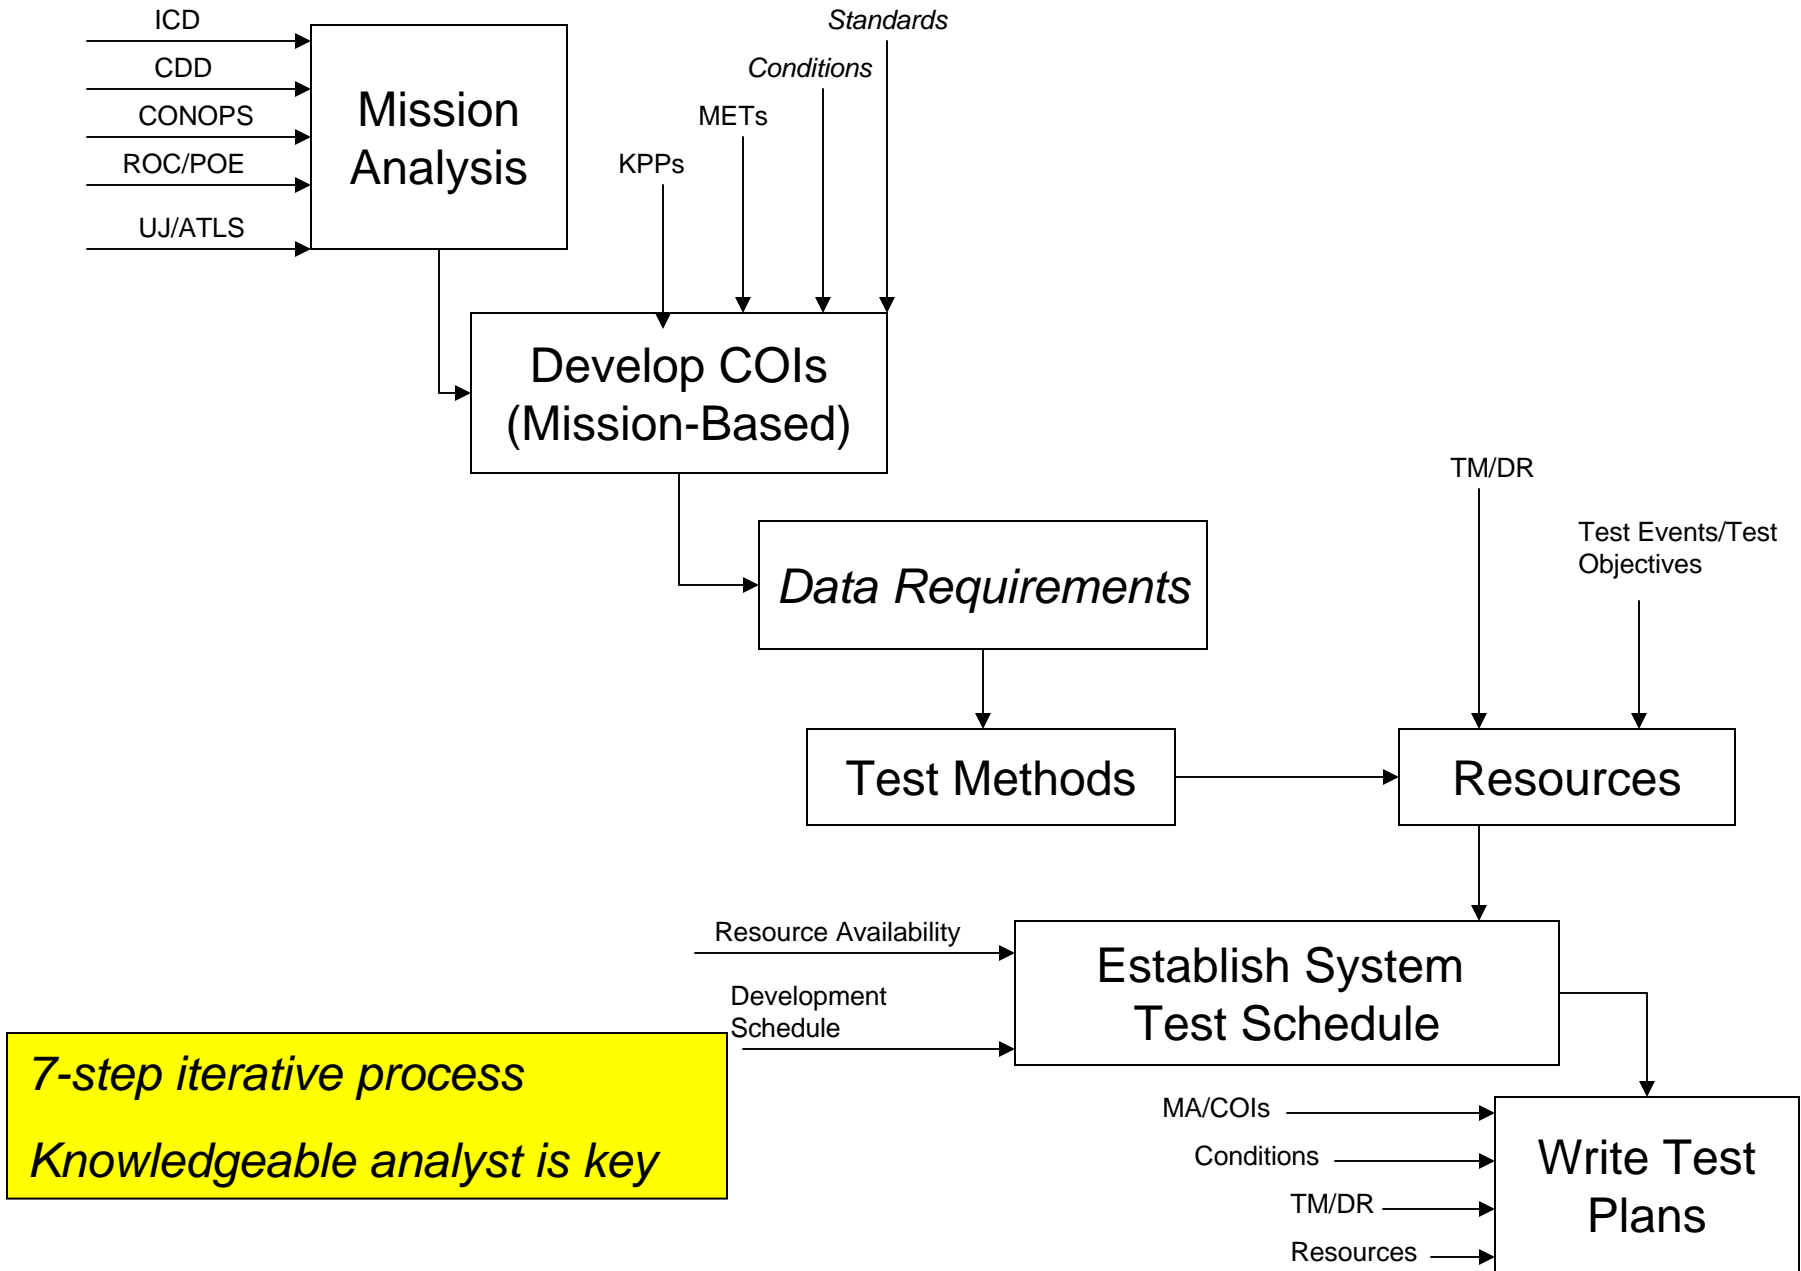 ICD
CDD
CONOPS
ROC/POE
UJ/ATLS
Mission
Analysis
Standards
Conditions
METs
KPPs
Develop COIs
(Mission-Based)
Data Requirements
TM/DR
Test Events/Test
Objectives
Test Methods
Resources
Resource Availability
Development
Schedule
Establish System
Test Schedule
7-step iterative process
Knowledgeable analyst is key
MA/COIs
Conditions
TM/DR
Resources
Write Test
Plans